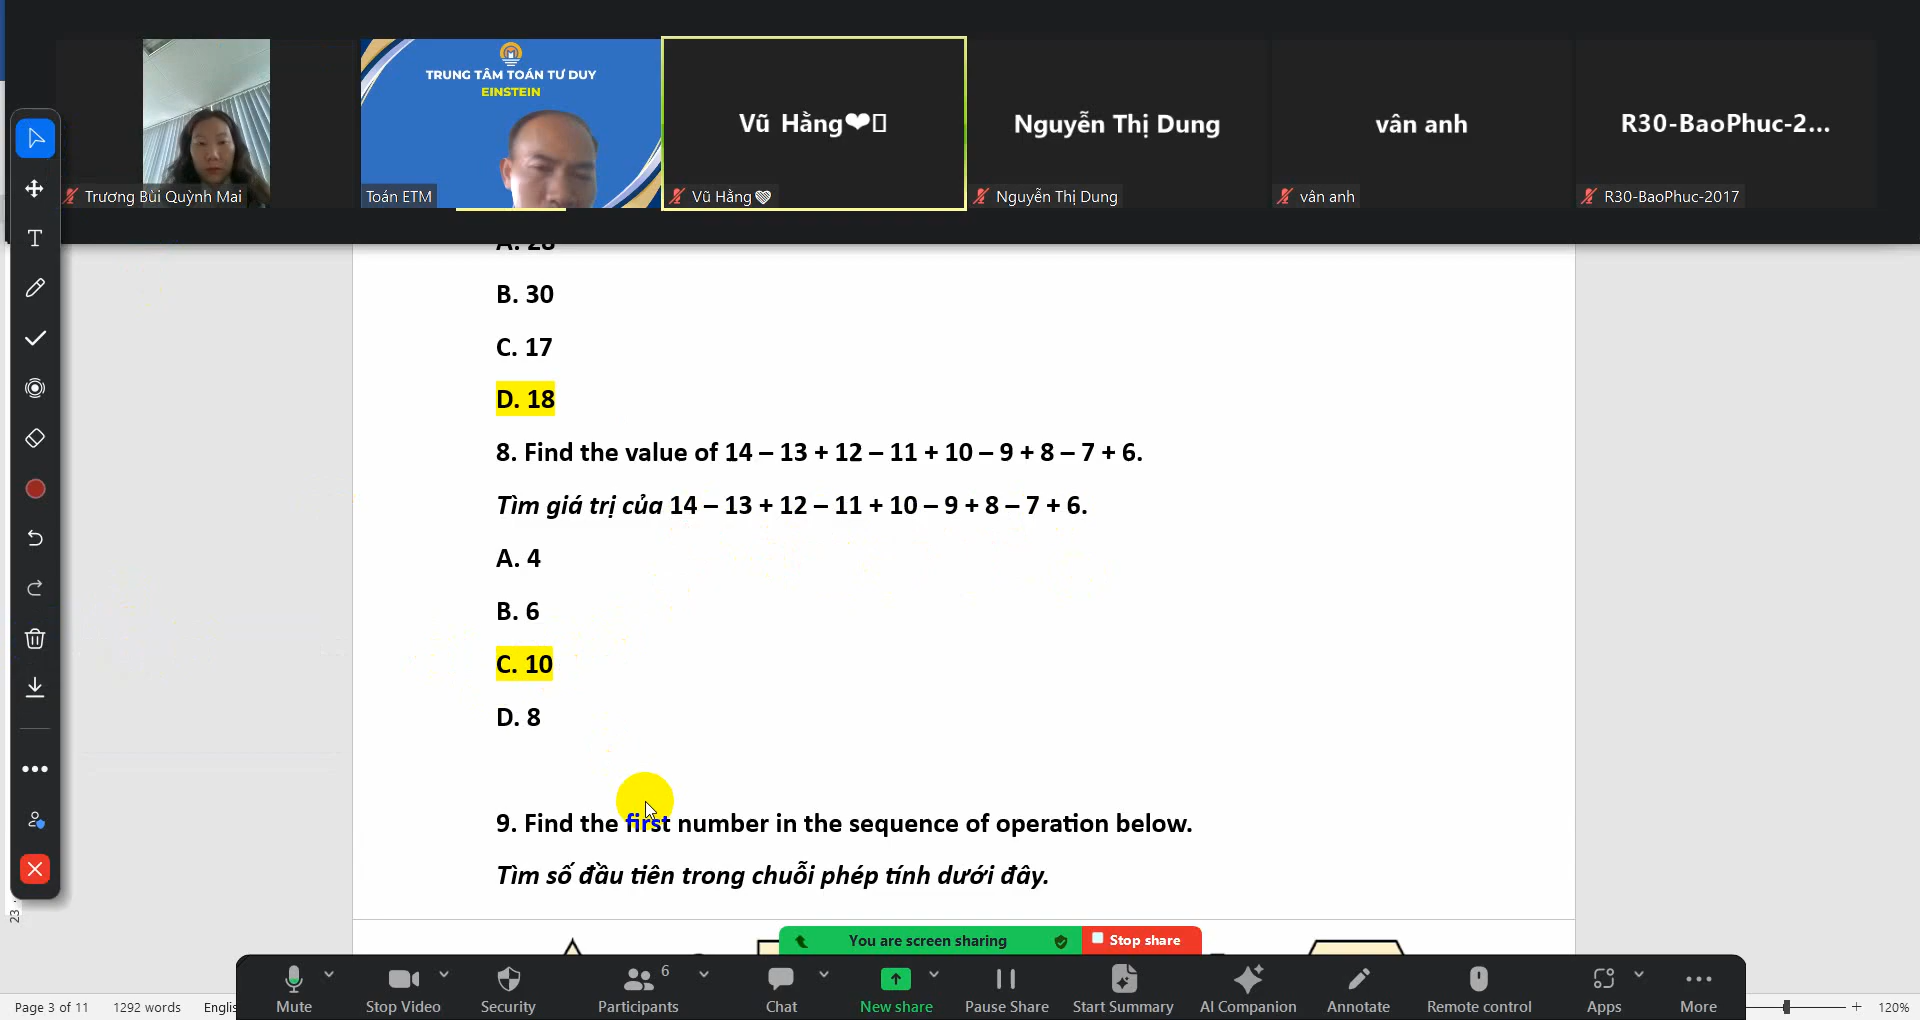 TRUNG TÂM TOÁN TƯ DUY
EINSTEIN
Vũ Hằng❤
Nguyễn Thị Dung
vân anh
R30-BaoPhuc-2...
Trương Bùi Quỳnh Mai
Toán ETM
Vũ Hằng
Nguyễn Thị Dung
vân anh
R30-BaoPhuc-2017
B. 30
C. 17
D. 18
8. Find the value of 14 – 13 + 12 – 11 + 10 – 9 + 8 – 7 + 6.
Tìm giá trị của 14 – 13 + 12 – 11 + 10 – 9 + 8 – 7 + 6.
A. 4
B. 6
C. 10
D. 8
9. Find the first number in the sequence of operation below.
Tìm số đầu tiên trong chuỗi phép tính dưới đây.
23
You are screen sharing
Stop share
6
Mute
Stop Video
Security
Participants
Chat
New share
Pause Share
Start Summary
AI Companion
Annotate
Remote control
Apps
More
Page 3 of 11
1292 words
120%